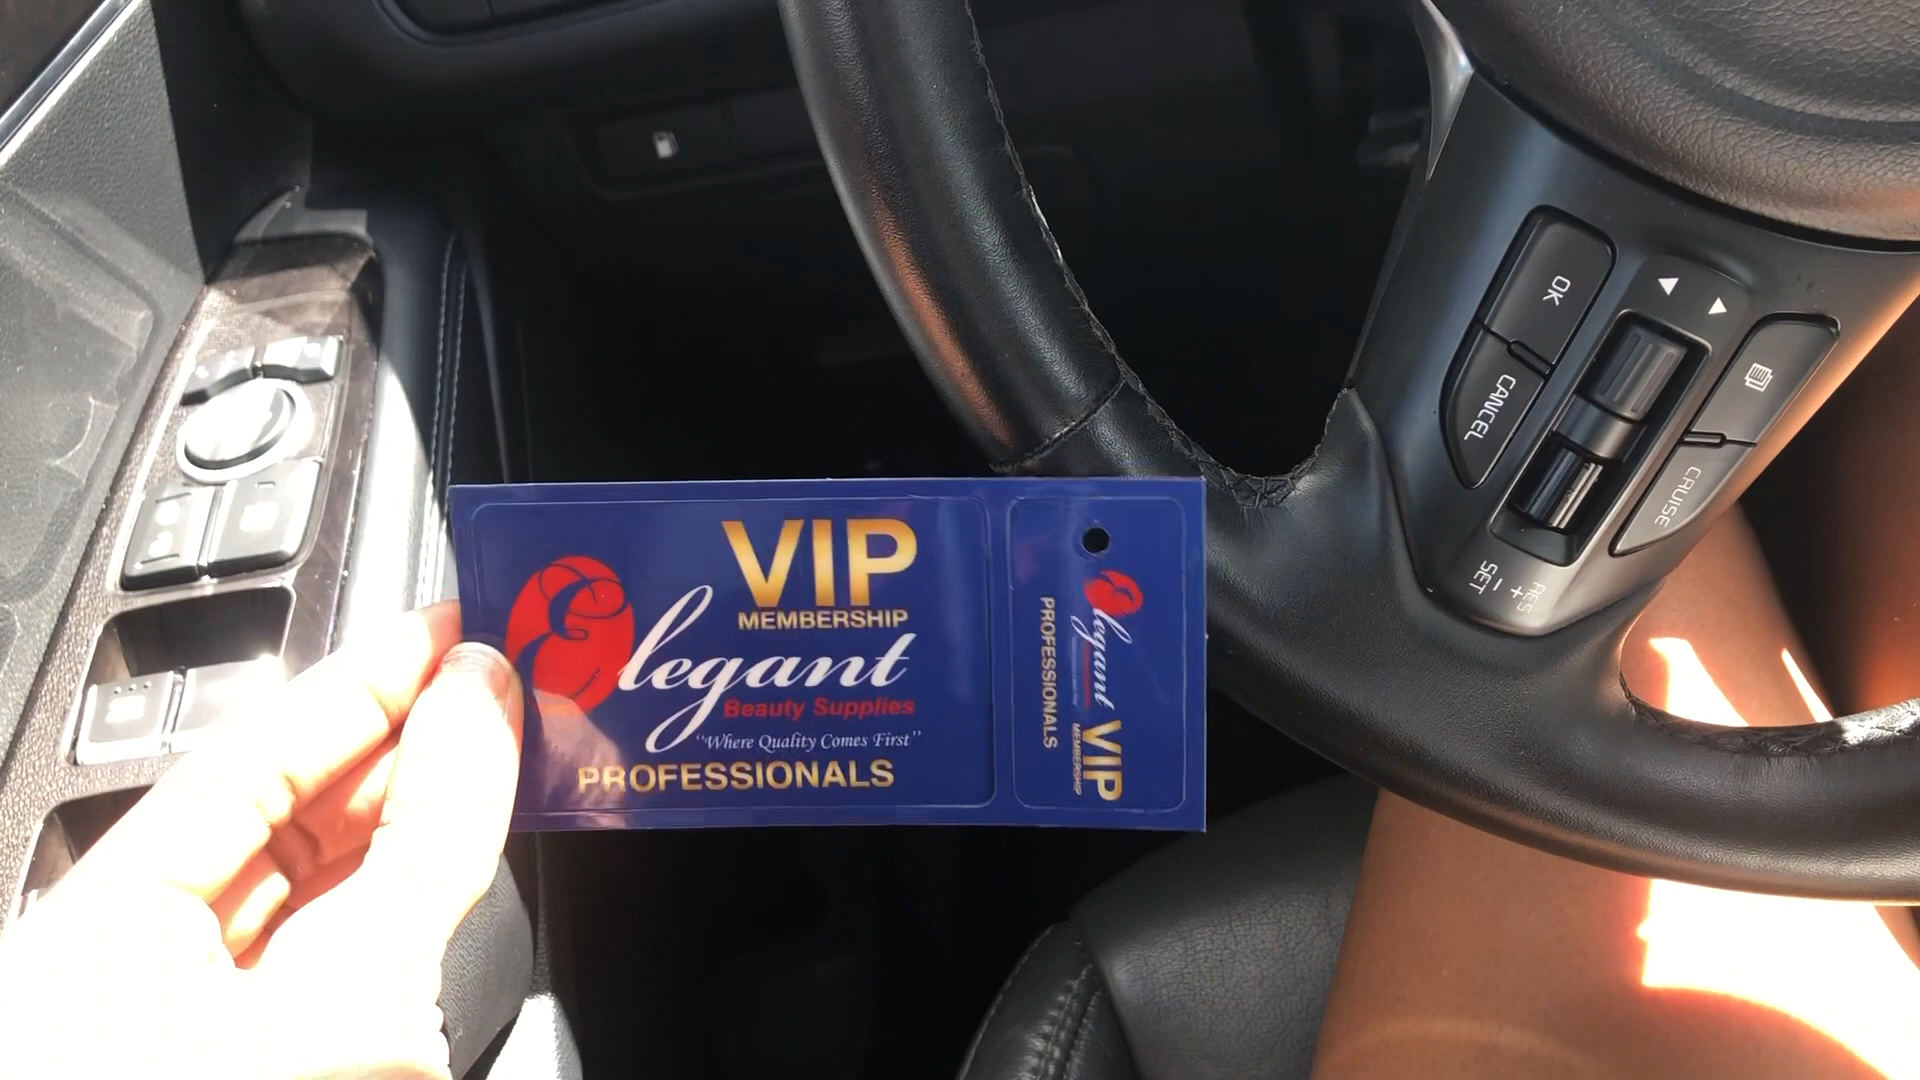 VIP
MEMBERSHIP
Elegant
Beauty Supplies
"Where Quality Comes First"
PROFESSIONALS
Elegant
VIP
MEMBERSHIP
PROFESSIONALS
OK
CANCEL
CRUISE
RES
+
−
SET